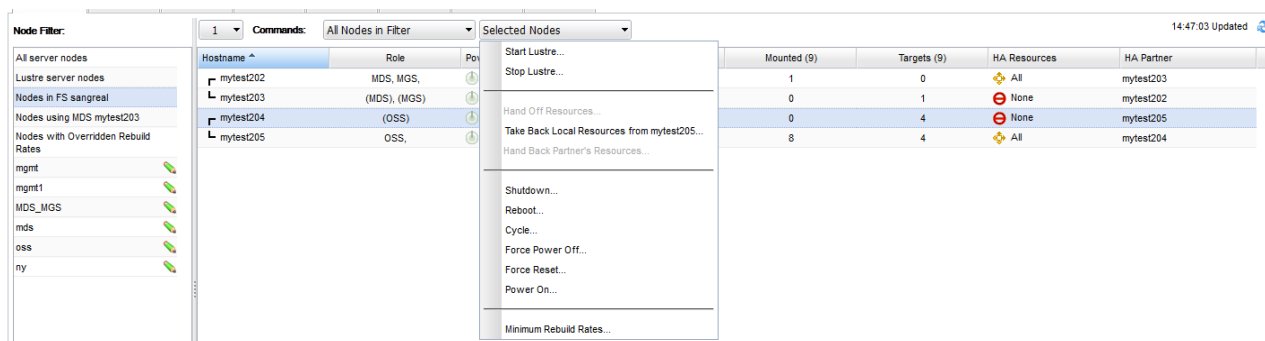 Node Filter:
1 Commands: All Nodes in Filter Selected Nodes 14:47:03 Updated
All server nodes
Lustre server nodes
Nodes in FS sangreal
Nodes using MDS mytest203
Nodes with Overridden Rebuild
Rates
mgmt
mgmt1
MDS_MGS
mds
oss
ny
Hostname Role Mounted (9) Targets (9) HA Resources HA Partner
mytest202 MDS, MGS, 1 0 All mytest203
mytest203 (MDS), (MGS) 0 1 None mytest202
mytest204 (OSS) 0 4 None mytest205
mytest205 OSS, 8 4 All mytest204
Start Lustre...
Stop Lustre...
Hand Off Resources...
Take Back Local Resources from mytest205...
Hand Back Partner's Resources...
Shutdown...
Reboot...
Cycle...
Force Power Off...
Force Reset...
Power On...
Minimum Rebuild Rates...